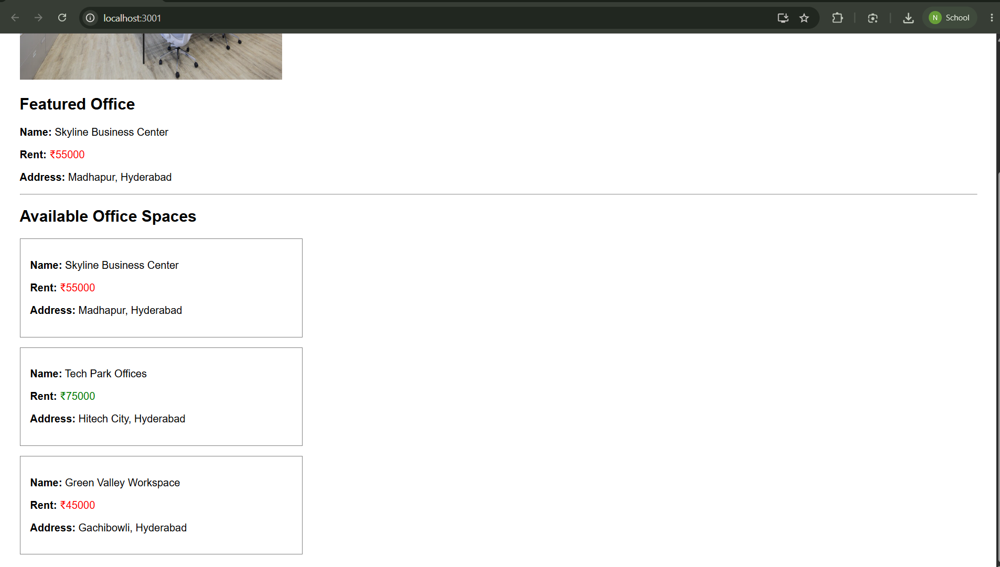 localhost:3001
N School
Featured Office
Name: Skyline Business Center
Rent: ₹55000
Address: Madhapur, Hyderabad
Available Office Spaces
Name: Skyline Business Center
Rent: ₹55000
Address: Madhapur, Hyderabad
Name: Tech Park Offices
Rent: ₹75000
Address: Hitech City, Hyderabad
Name: Green Valley Workspace
Rent: ₹45000
Address: Gachibowli, Hyderabad